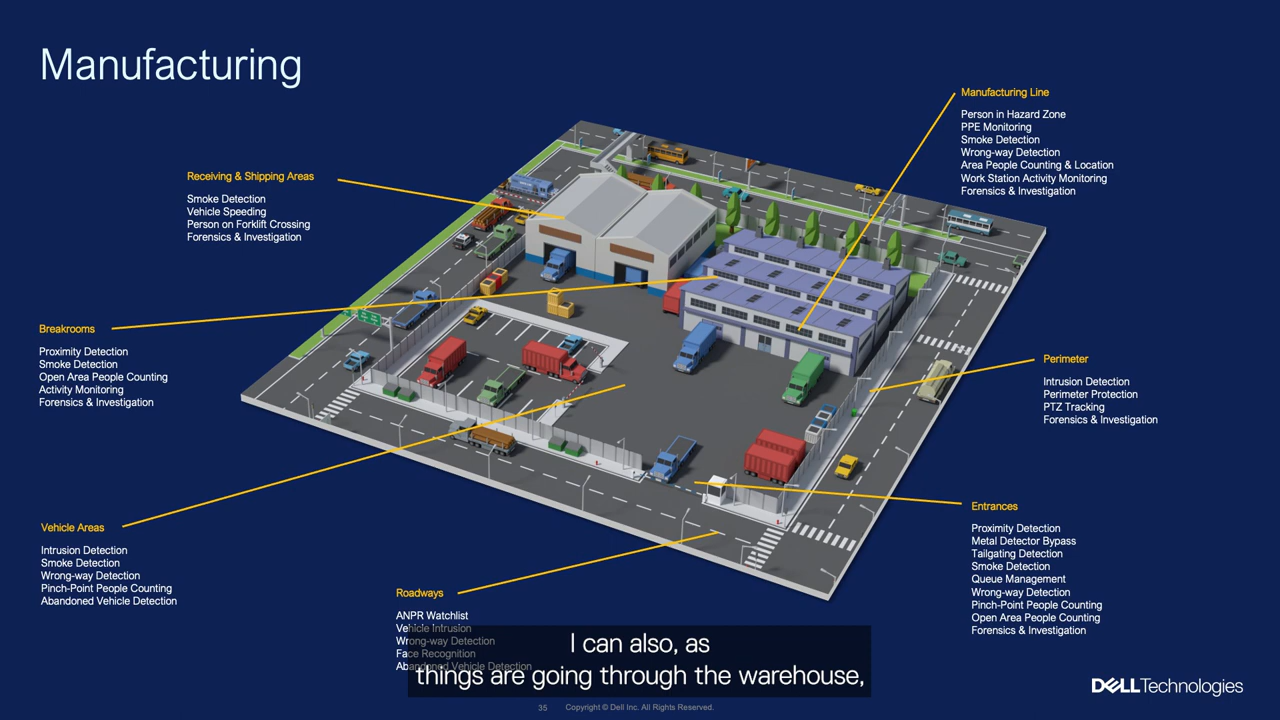 Manufacturing
Manufacturing Line
Person in Hazard Zone
PPE Monitoring
Smoke Detection
Wrong-way Detection
Area People Counting & Location
Work Station Activity Monitoring
Forensics & Investigation
Receiving & Shipping Areas
Smoke Detection
Vehicle Speeding
Person on Forklift Crossing
Forensics & Investigation
Breakrooms
Proximity Detection
Smoke Detection
Open Area People Counting
Activity Monitoring
Forensics & Investigation
Perimeter
Intrusion Detection
Perimeter Protection
PTZ Tracking
Forensics & Investigation
Vehicle Areas
Intrusion Detection
Smoke Detection
Wrong-way Detection
Pinch-Point People Counting
Abandoned Vehicle Detection
Entrances
Proximity Detection
Metal Detector Bypass
Tailgating Detection
Smoke Detection
Queue Management
Wrong-way Detection
Pinch-Point People Counting
Open Area People Counting
Forensics & Investigation
Roadways
ANPR Watchlist
Vehicle Intrusion
Wrong-way Detection
Face Recognition
Abandoned Vehicle Detection
I can also, as
things are going through the warehouse,
DELLTechnologies
35 Copyright © Dell Inc. All Rights Reserved.